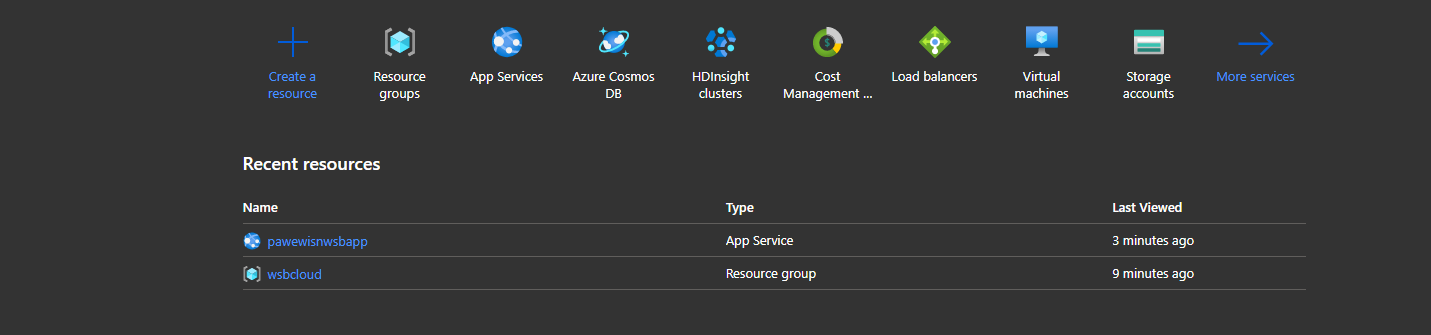 Create a resource
Resource groups
App Services
Azure Cosmos DB
HDInsight clusters
Cost Management ...
Load balancers
Virtual machines
Storage accounts
More services
Recent resources
Name Type Last Viewed
pawewisnwsbapp App Service 3 minutes ago
wsbcloud Resource group 9 minutes ago